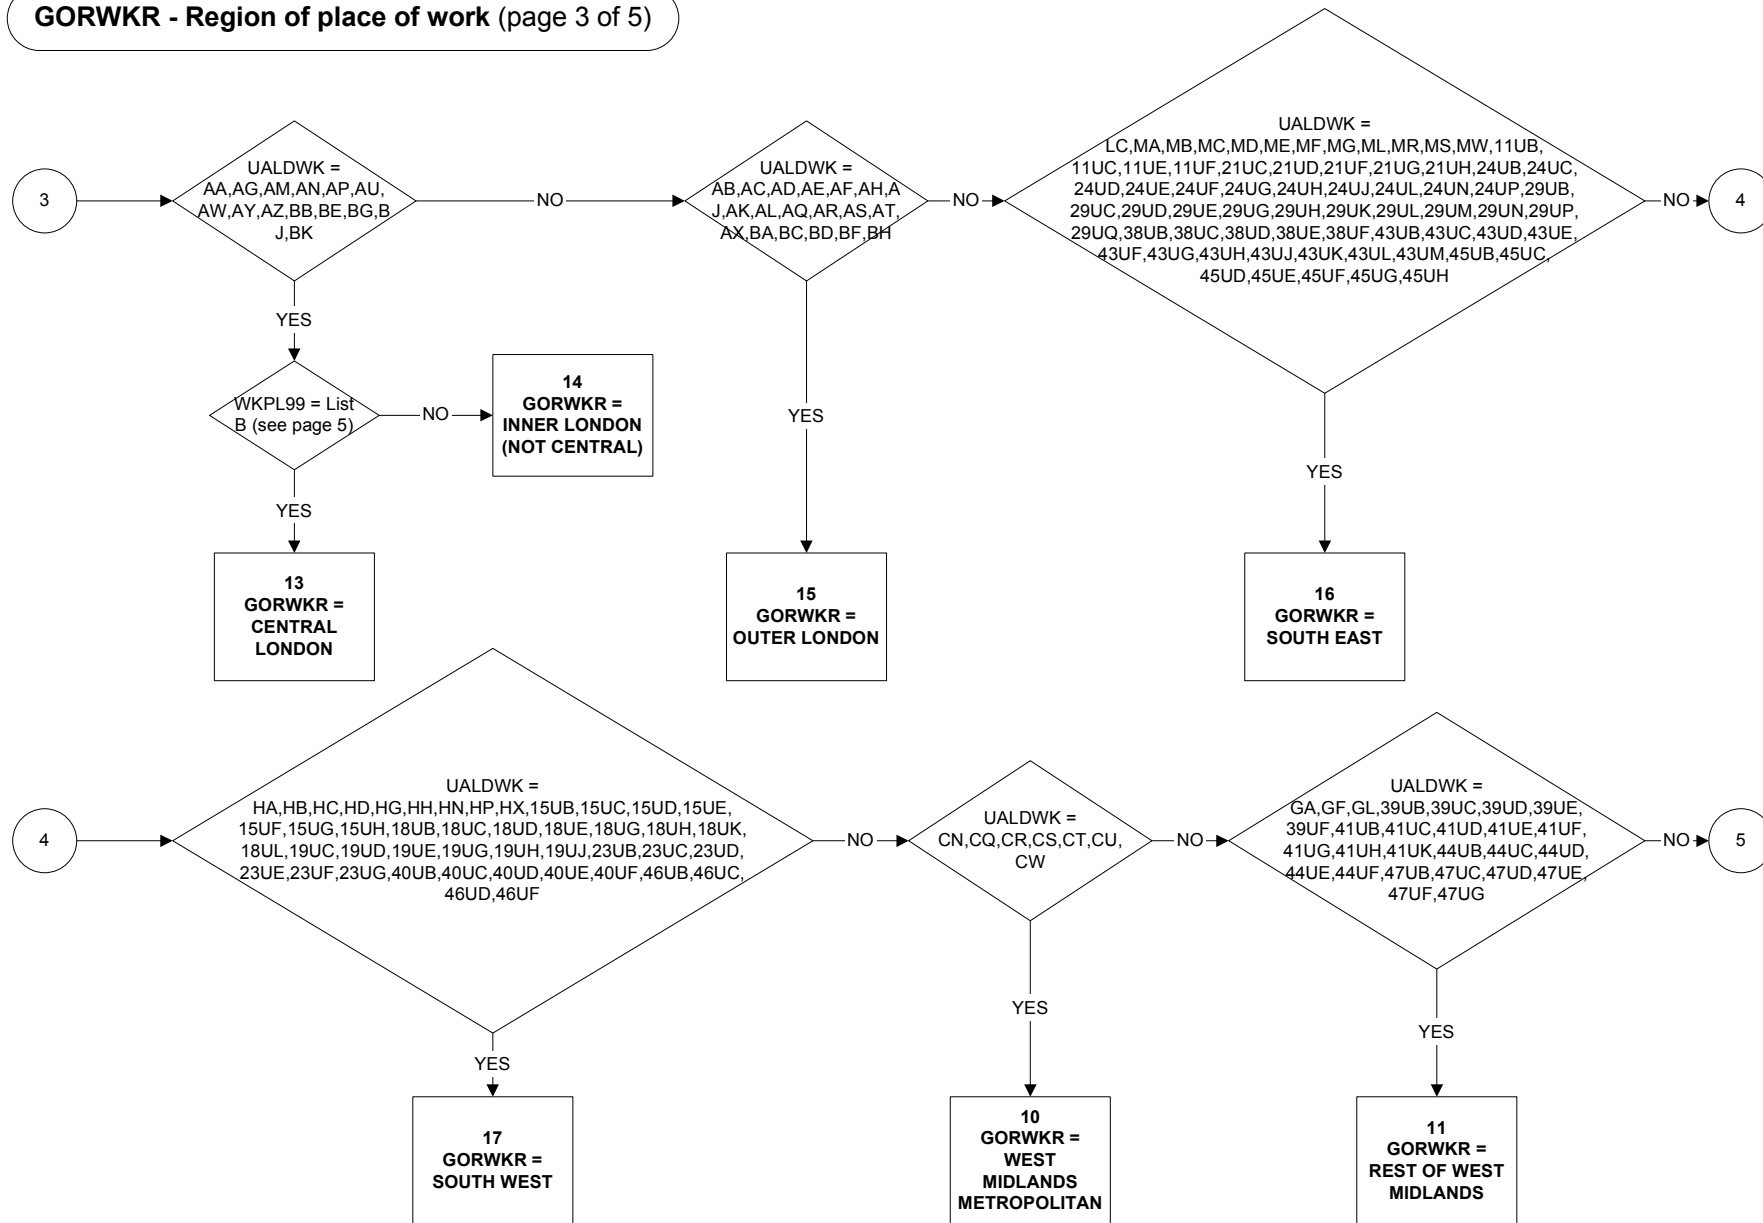 GORWKR - Region of place of work (page 3 of 5)
3
UALDWK =
AA,AG,AM,AN,AP,AU,
AW,AY,AZ,BB,BE,BG,B
J,BK
NO
UALDWK =
AB,AC,AD,AE,AF,AH,A
J,AK,AL,AQ,AR,AS,AT,
AX,BA,BC,BD,BF,BH
NO
UALDWK =
LC,MA,MB,MC,MD,ME,MF,MG,ML,MR,MS,MW,11UB,
11UC,11UE,11UF,21UC,21UD,21UF,21UG,21UH,24UB,24UC,
24UD,24UE,24UF,24UG,24UH,24UJ,24UL,24UN,24UP,29UB,
29UC,29UD,29UE,29UG,29UH,29UK,29UL,29UM,29UN,29UP,
29UQ,38UB,38UC,38UD,38UE,38UF,43UB,43UC,43UD,43UE,
43UF,43UG,43UH,43UJ,43UK,43UL,43UM,45UB,45UC,
45UD,45UE,45UF,45UG,45UH
NO
4
YES
WKPL99 = List
B (see page 5)
NO
14
GORWKR =
INNER LONDON
(NOT CENTRAL)
YES
YES
YES
13
GORWKR =
CENTRAL
LONDON
15
GORWKR =
OUTER LONDON
16
GORWKR =
SOUTH EAST
4
UALDWK =
HA,HB,HC,HD,HG,HH,HN,HP,HX,15UB,15UC,15UD,15UE,
15UF,15UG,15UH,18UB,18UC,18UD,18UE,18UG,18UH,18UK,
18UL,19UC,19UD,19UE,19UG,19UH,19UJ,23UB,23UC,23UD,
23UE,23UF,23UG,40UB,40UC,40UD,40UE,40UF,46UB,46UC,
46UD,46UF
NO
UALDWK =
CN,CQ,CR,CS,CT,CU,
CW
NO
UALDWK =
GA,GF,GL,39UB,39UC,39UD,39UE,
39UF,41UB,41UC,41UD,41UE,41UF,
41UG,41UH,41UK,44UB,44UC,44UD,
44UE,44UF,47UB,47UC,47UD,47UE,
47UF,47UG
NO
5
YES
YES
YES
17
GORWKR =
SOUTH WEST
10
GORWKR =
WEST
MIDLANDS
METROPOLITAN
11
GORWKR =
REST OF WEST
MIDLANDS